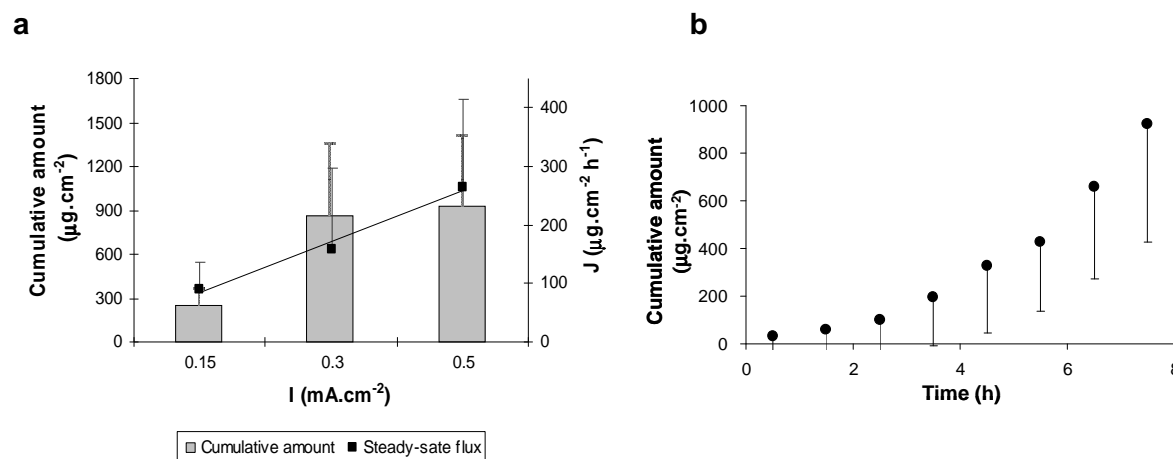 a
b
Cumulative amount
(µg.cm-2)
1800
1500
1200
900
600
300
0
400
300
200
100
0
J (µg.cm-2 h-1)
0.15
0.3
0.5
I (mA.cm-2)
Cumulative amount
Steady-sate flux
Cumulative amount
(µg.cm-2)
1000
800
600
400
200
0
0
2
4
6
8
Time (h)